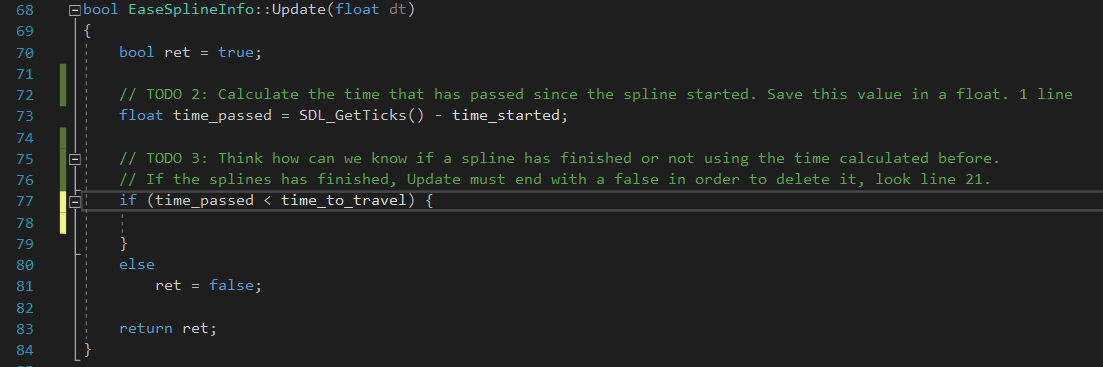 68 bool EaseSplineInfo::Update(float dt)
69 {
70     bool ret = true;
71
72     // TODO 2: Calculate the time that has passed since the spline started. Save this value in a float. 1 line
73     float time_passed = SDL_GetTicks() - time_started;
74
75     // TODO 3: Think how can we know if a spline has finished or not using the time calculated before.
76     // If the splines has finished, Update must end with a false in order to delete it, look line 21.
77     if (time_passed < time_to_travel) {
78
79     }
80     else
81         ret = false;
82
83     return ret;
84 }